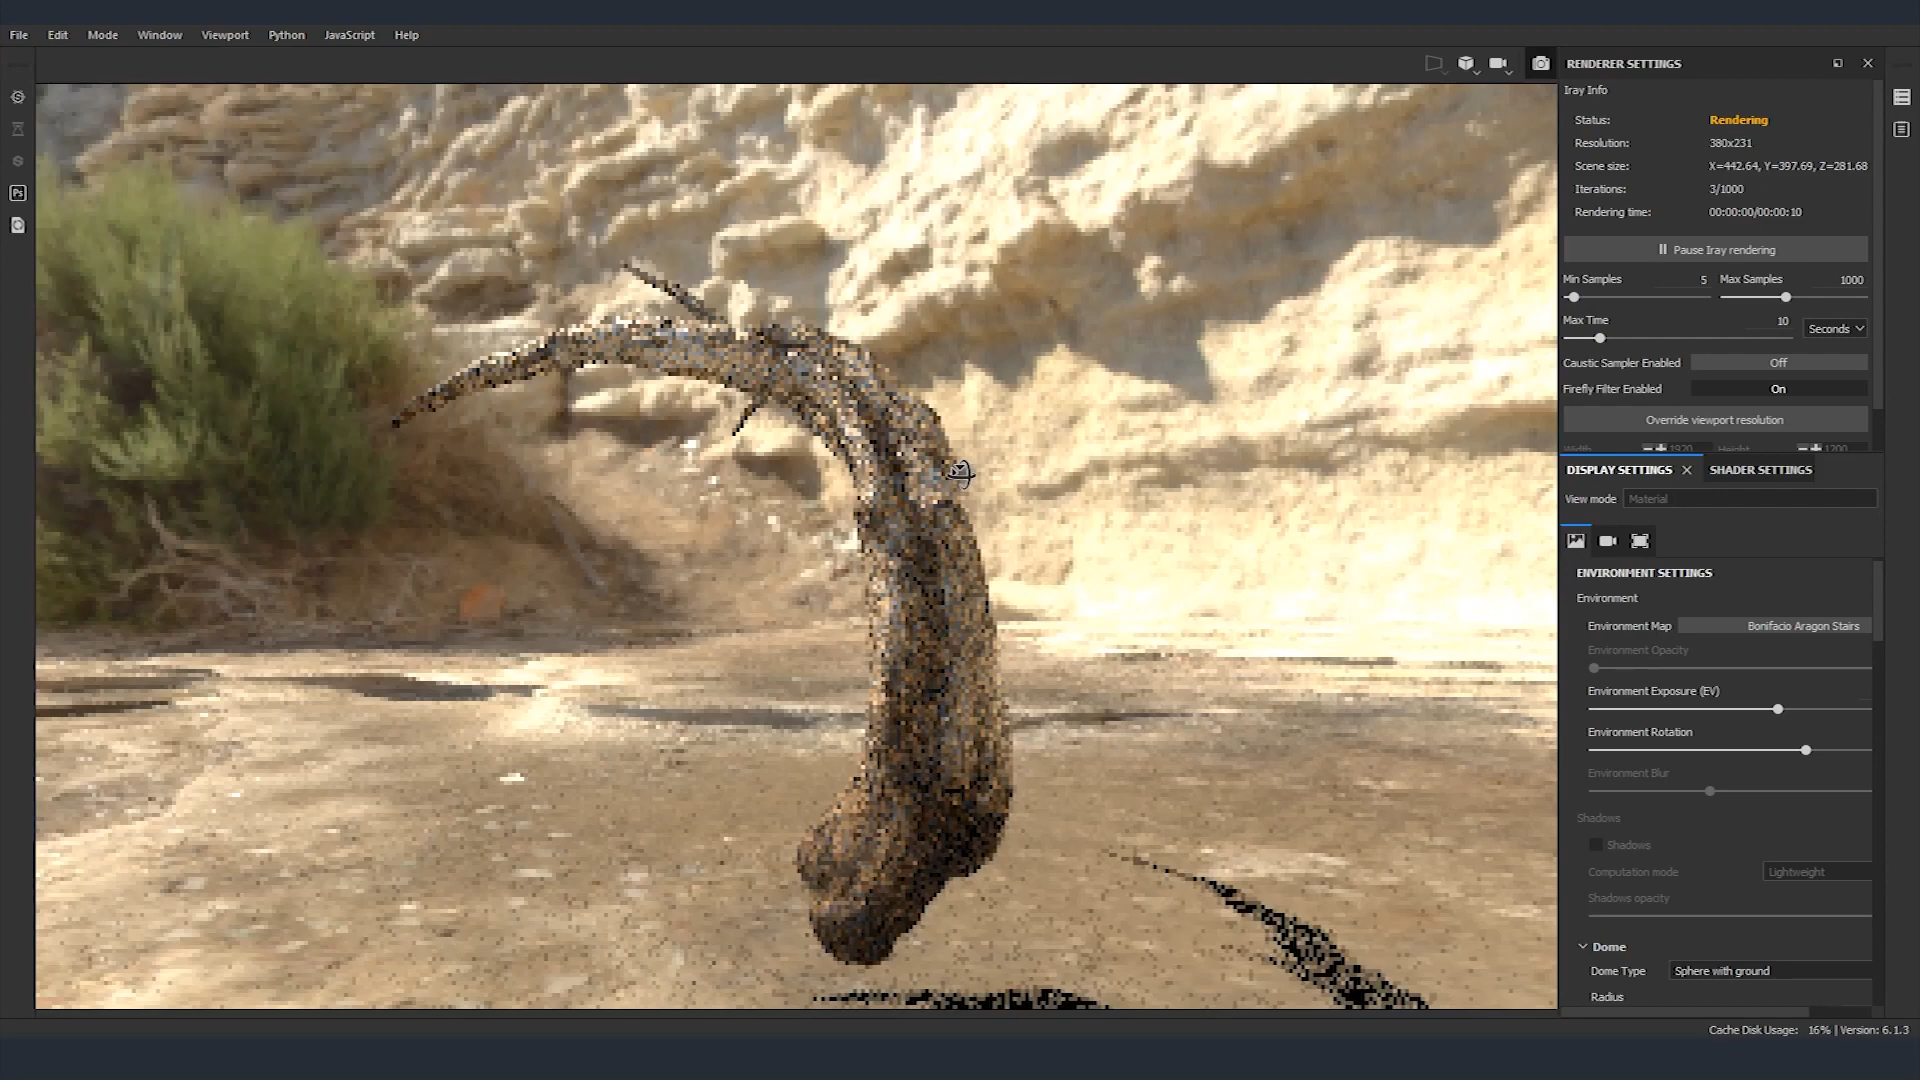 File Edit Mode Window Viewport Python JavaScript Help
RENDERER SETTINGS
Iray Info
Status: Rendering
Resolution: 380x231
Scene size: X=442.64, Y=397.69, Z=281.68
Iterations: 3/1000
Rendering time: 00:00:00/00:00:10
Pause Iray rendering
Min Samples 5 Max Samples 1000
Max Time 10 Seconds
Caustic Sampler Enabled Off
Firefly Filter Enabled On
Override viewport resolution
Width 1920 Height 1200
DISPLAY SETTINGS SHADER SETTINGS
View mode Material
ENVIRONMENT SETTINGS
Environment
Environment Map Bonifacio Aragon Stairs
Environment Opacity
Environment Exposure (EV)
Environment Rotation
Environment Blur
Shadows
Shadows
Computation mode Lightweight
Shadows opacity
Dome
Dome Type Sphere with ground
Radius
Cache Disk Usage: 16% | Version: 6.1.3
Ps